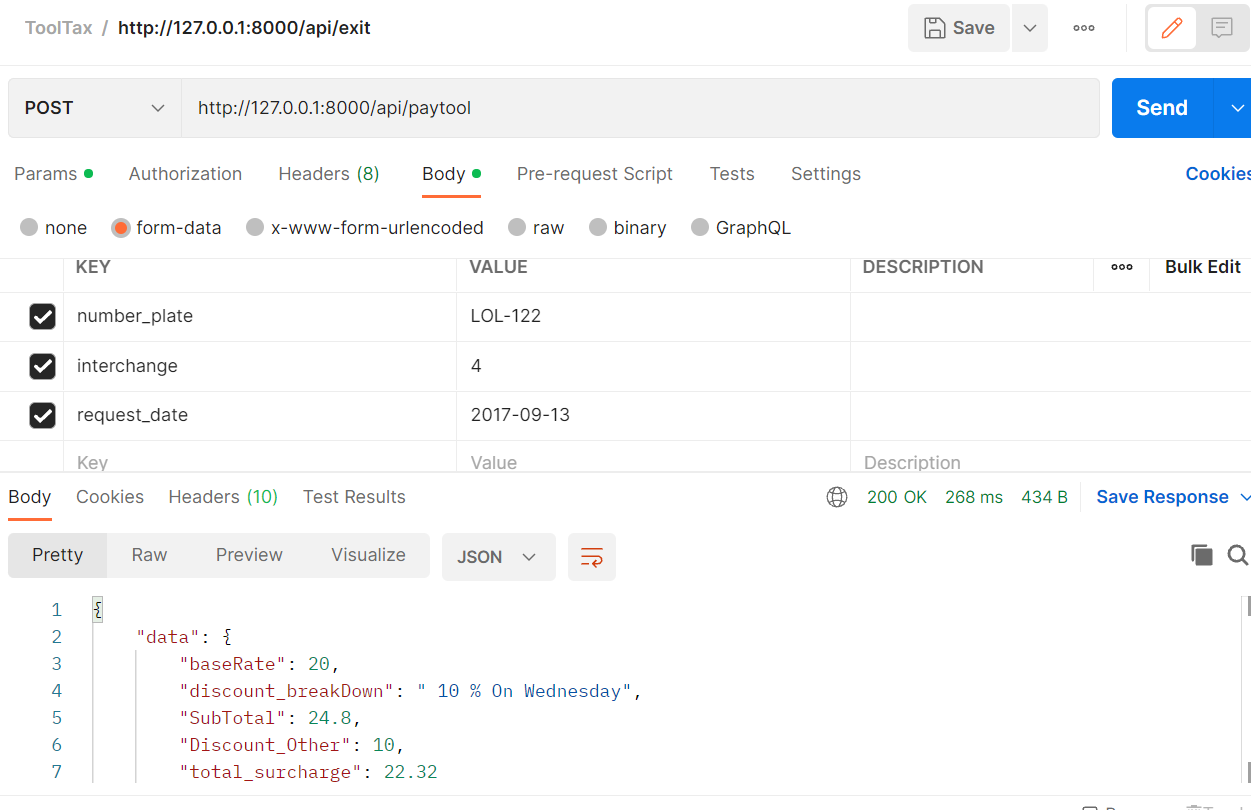 ToolTax / http://127.0.0.1:8000/api/exit Save
POST http://127.0.0.1:8000/api/paytool Send
Params Authorization Headers (8) Body Pre-request Script Tests Settings Cookies
none form-data x-www-form-urlencoded raw binary GraphQL
KEY VALUE DESCRIPTION Bulk Edit
number_plate LOL-122
interchange 4
request_date 2017-09-13
Key Value Description
Body Cookies Headers (10) Test Results 200 OK 268 ms 434 B Save Response
Pretty Raw Preview Visualize JSON
1 {
2 "data": {
3 "baseRate": 20,
4 "discount_breakDown": " 10 % On Wednesday",
5 "SubTotal": 24.8,
6 "Discount_Other": 10,
7 "total_surcharge": 22.32